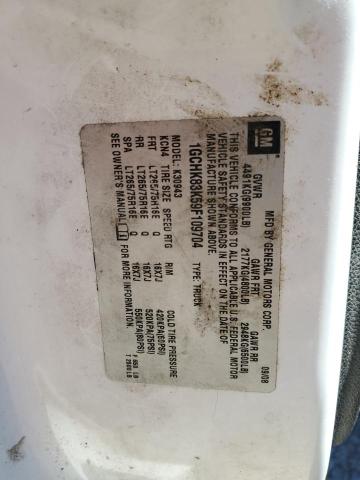 GM
MFD BY GENERAL MOTORS CORP. 09/08
GVWR GAWR FRT GAWR RR
4491KG(9900LB) 2177KG(4800LB) 2948KG(6500LB)
THIS VEHICLE CONFORMS TO ALL APPLICABLE U.S. FEDERAL MOTOR
VEHICLE SAFETY STANDARDS IN EFFECT ON THE DATE OF
MANUFACTURE SHOWN ABOVE.
1GCHK93K59F109704 TYPE: TRUCK
MODEL: K30943
KCN4 TIRE SIZE SPEED RTG RIM COLD TIRE PRESSURE
FRT LT265/75R16E Q 16X7J 420KPA(60PSI)
RR LT265/75R16E Q 16X7J 520KPA(75PSI)
SPA LT265/75R16E Q 16X7J 550KPA(80PSI)
SEE OWNER'S MANUAL FOR MORE INFORMATION.